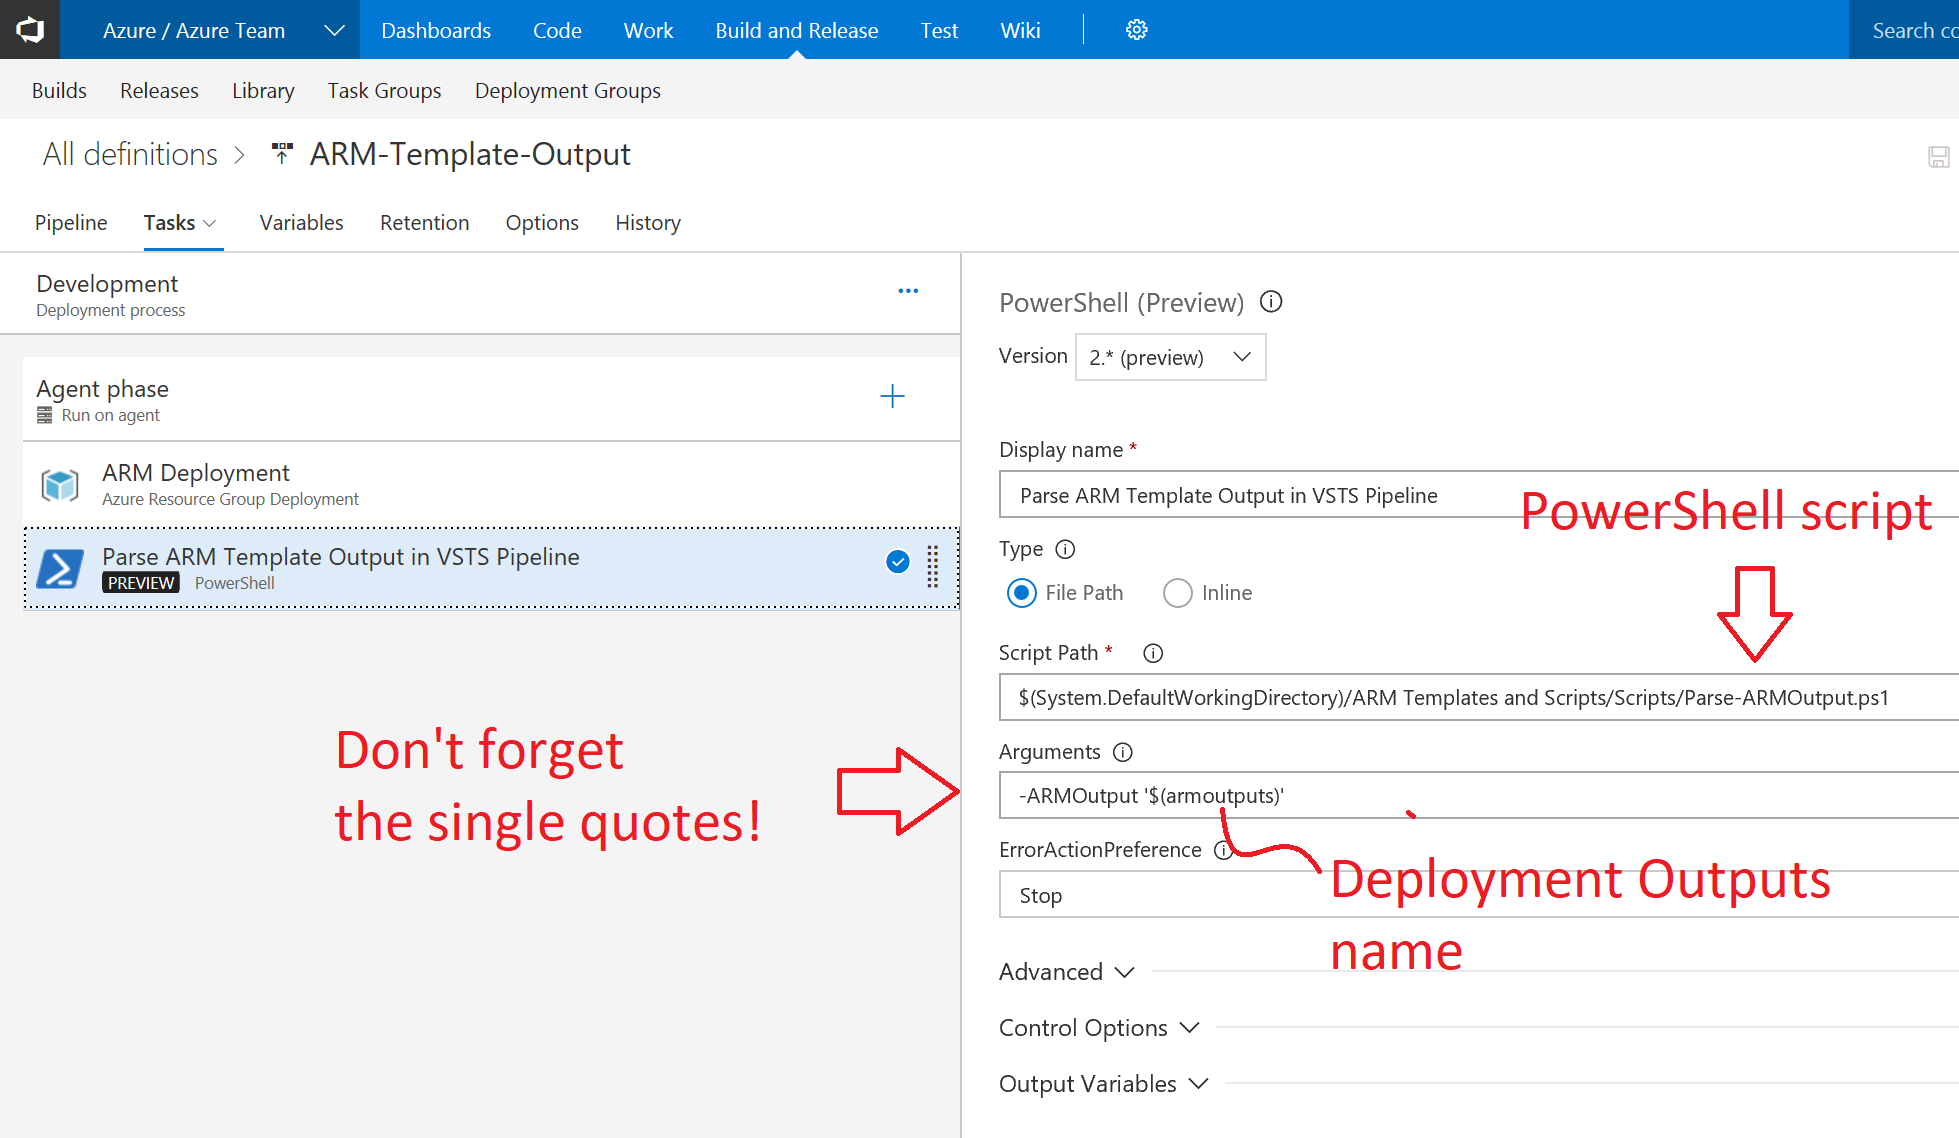 Azure / Azure Team Dashboards Code Work Build and Release Test Wiki Search
Builds Releases Library Task Groups Deployment Groups
All definitions > ARM-Template-Output
Pipeline Tasks Variables Retention Options History
Development
Deployment process
Agent phase
Run on agent
ARM Deployment
Azure Resource Group Deployment
Parse ARM Template Output in VSTS Pipeline
PREVIEW PowerShell
Don't forget
the single quotes!
PowerShell (Preview)
Version 2.* (preview)
Display name *
Parse ARM Template Output in VSTS Pipeline
PowerShell script
Type
File Path Inline
Script Path *
$(System.DefaultWorkingDirectory)/ARM Templates and Scripts/Scripts/Parse-ARMOutput.ps1
Arguments
-ARMOutput '$(armoutputs)'
ErrorActionPreference
Stop
Deployment Outputs
name
Advanced
Control Options
Output Variables